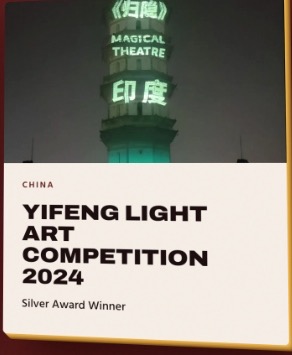 《归隐》
MAGICAL
THEATRE
印度
CHINA
YIFENG LIGHT
ART
COMPETITION
2024
Silver Award Winner